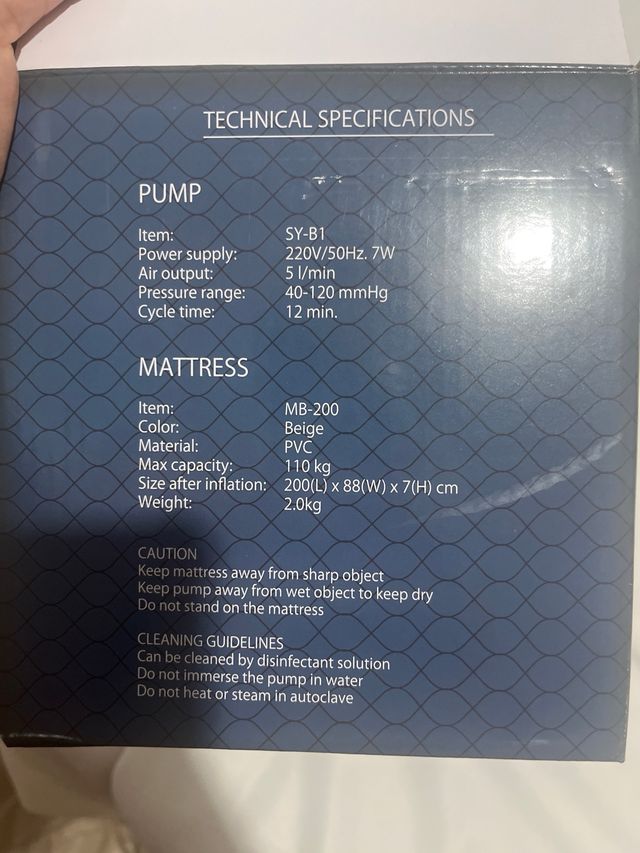 TECHNICAL SPECIFICATIONS
PUMP
Item: SY-B1
Power supply: 220V/50Hz. 7W
Air output: 5 l/min
Pressure range: 40-120 mmHg
Cycle time: 12 min.
MATTRESS
Item: MB-200
Color: Beige
Material: PVC
Max capacity: 110 kg
Size after inflation: 200(L) x 88(W) x 7(H) cm
Weight: 2.0kg
CAUTION
Keep mattress away from sharp object
Keep pump away from wet object to keep dry
Do not stand on the mattress
CLEANING GUIDELINES
Can be cleaned by disinfectant solution
Do not immerse the pump in water
Do not heat or steam in autoclave